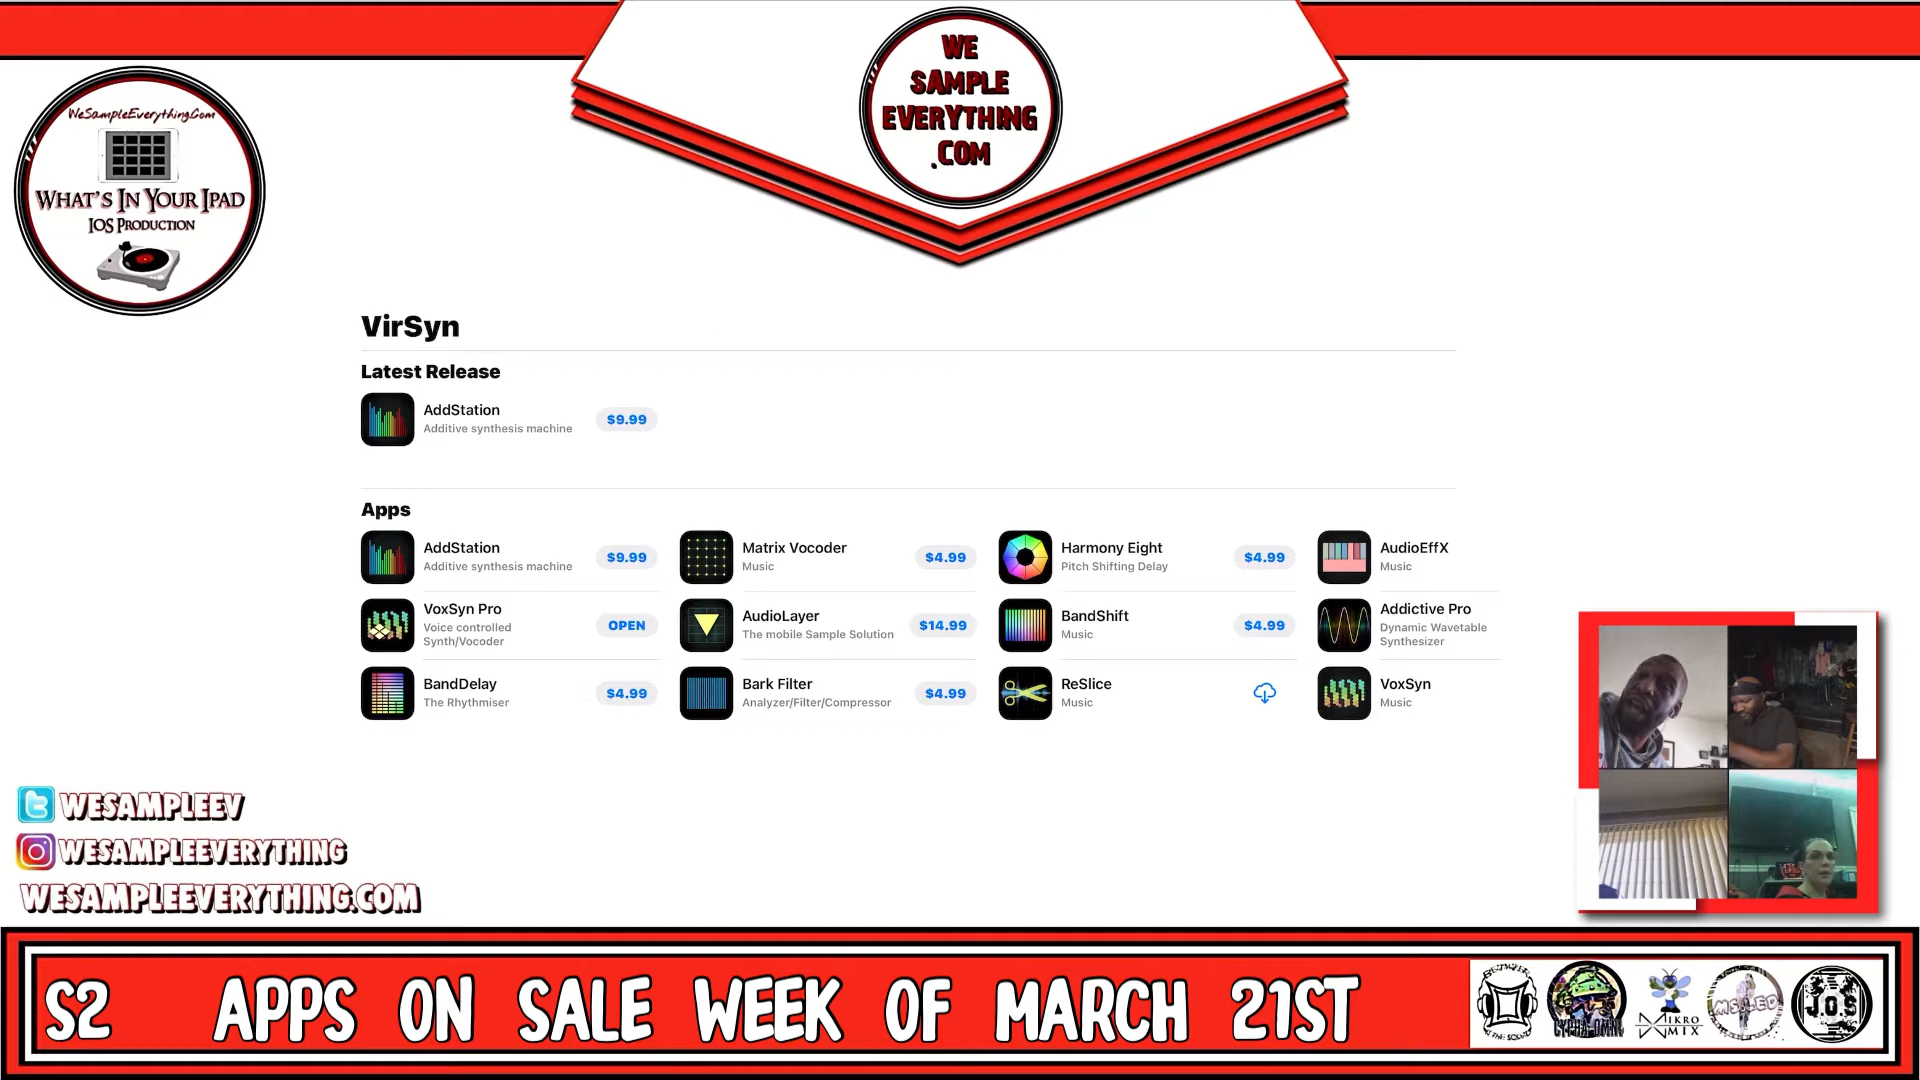 WE
SAMPLE
EVERYTHING
.COM
WeSampleEverything.Com
WHAT'S IN YOUR IPAD
IOS PRODUCTION
VirSyn
Latest Release
AddStation
Additive synthesis machine
$9.99
Apps
AddStation
Additive synthesis machine
$9.99
Matrix Vocoder
Music
$4.99
Harmony Eight
Pitch Shifting Delay
$4.99
AudioEffX
Music
VoxSyn Pro
Voice controlled
Synth/Vocoder
OPEN
AudioLayer
The mobile Sample Solution
$14.99
BandShift
Music
$4.99
Addictive Pro
Dynamic Wavetable
Synthesizer
BandDelay
The Rhythmiser
$4.99
Bark Filter
Analyzer/Filter/Compressor
$4.99
ReSlice
Music
VoxSyn
Music
WESAMPLEEV
WESAMPLEEVERYTHING
WESAMPLEEVERYTHING.COM
S2 APPS ON SALE WEEK OF MARCH 21ST
CYPHA OMNI
MIKRO
MIX
MS.LEO
J.O.S